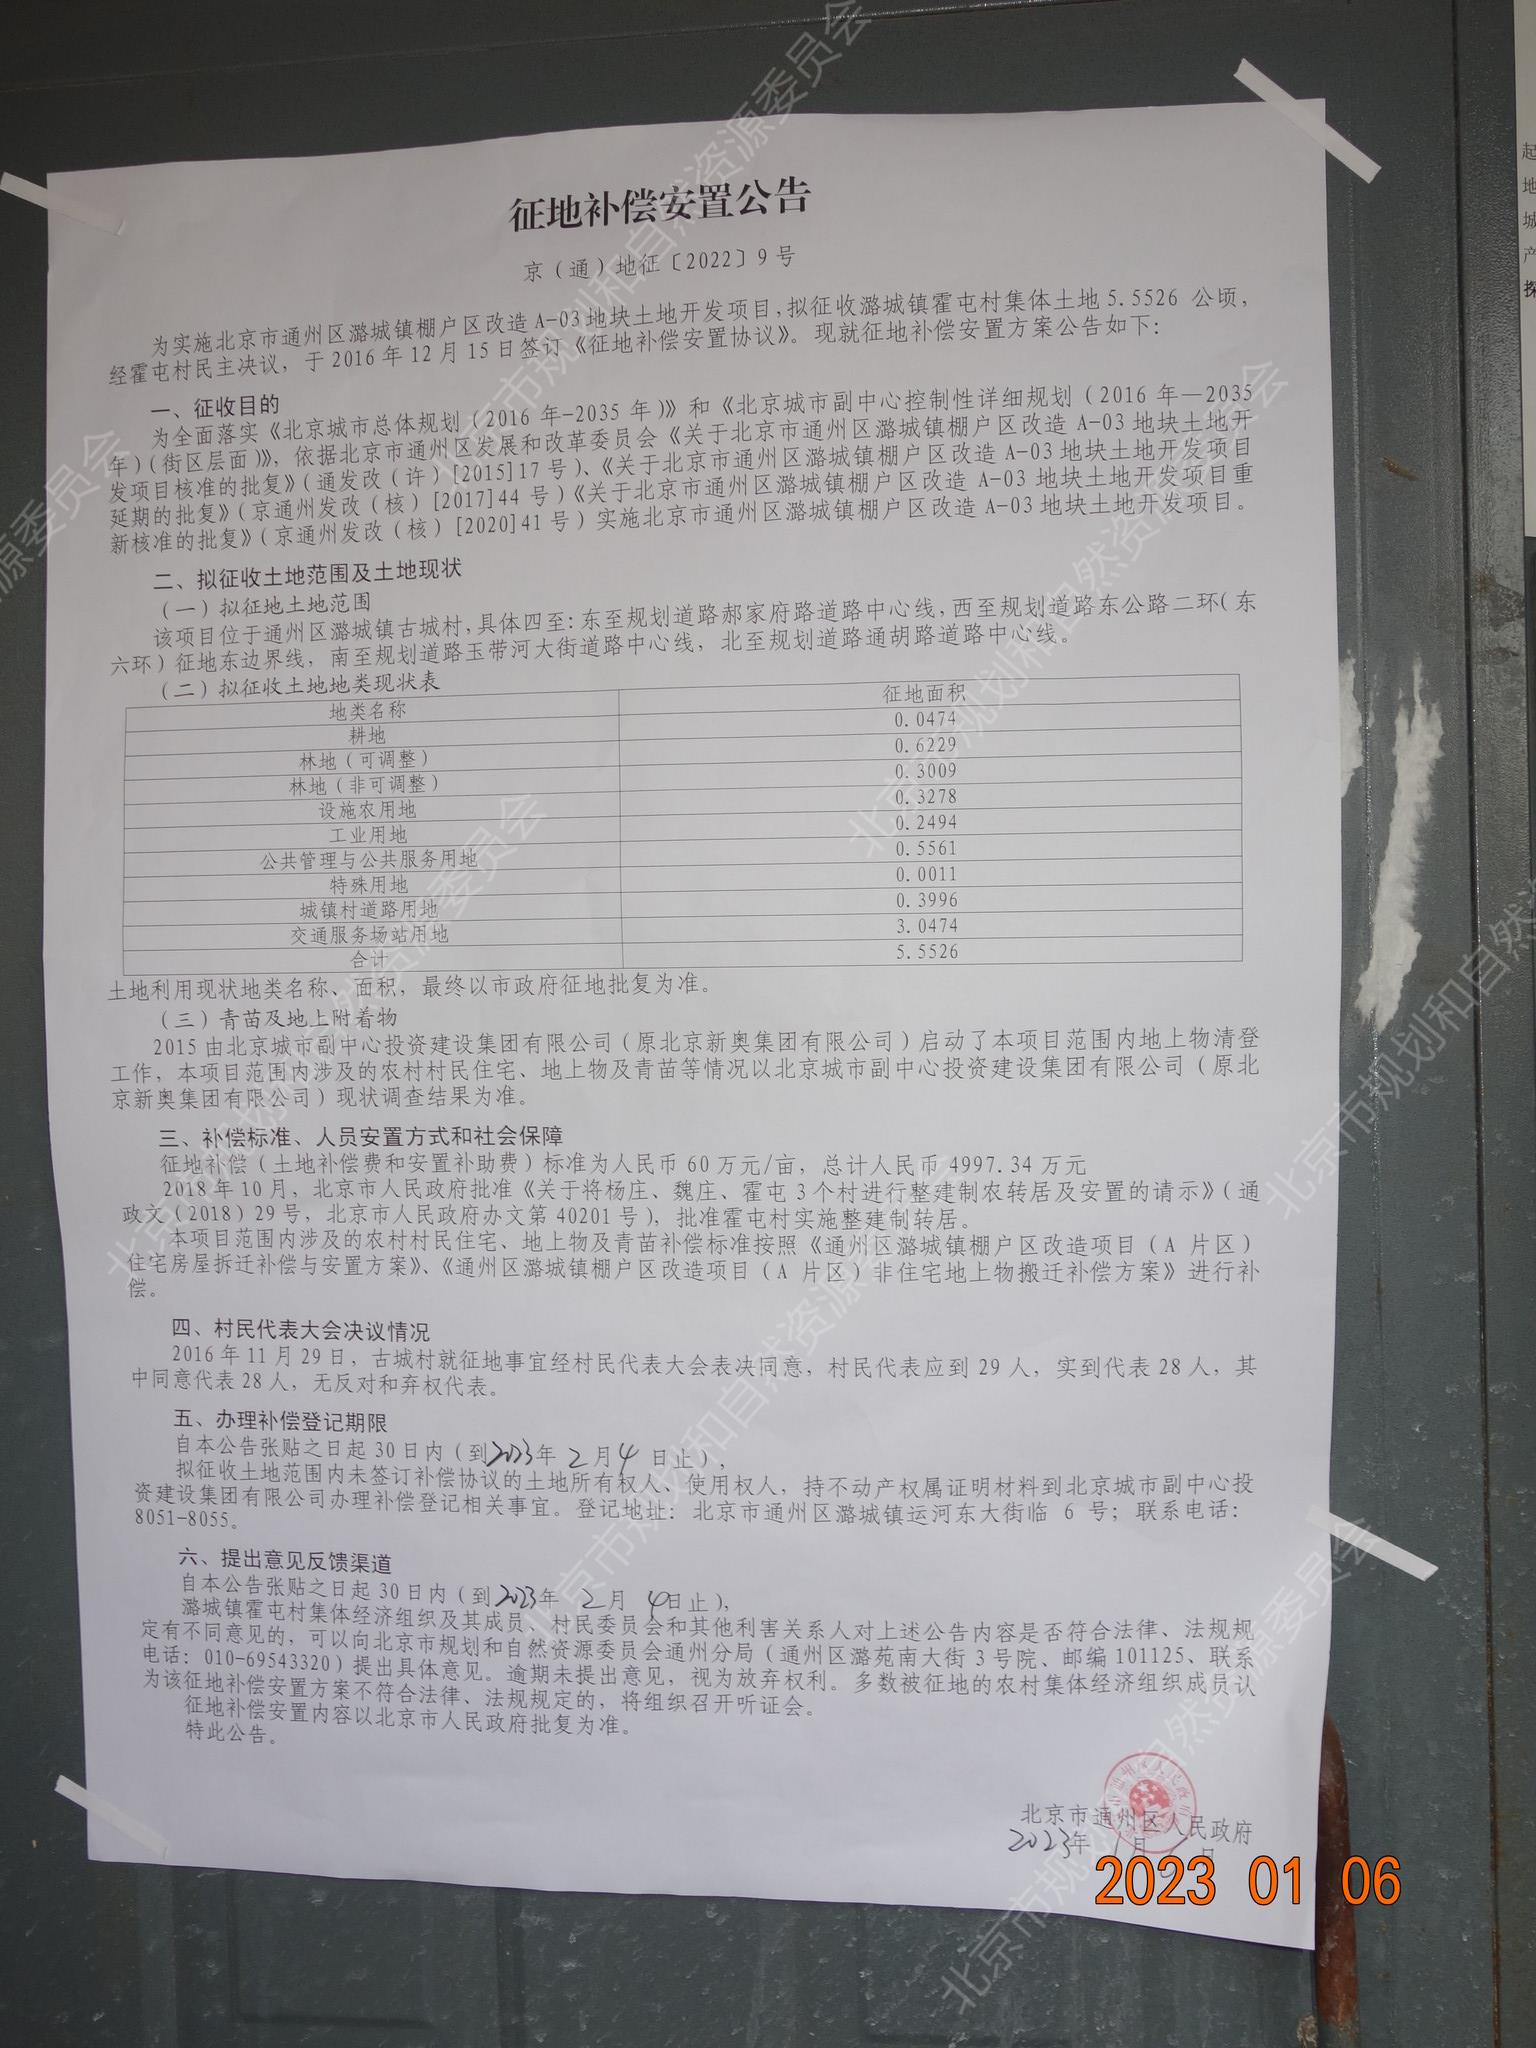 征地补偿安置公告
京（通）地征〔2022〕9号
为实施北京市通州区潞城镇棚户区改造A-03地块土地开发项目,拟征收潞城镇霍屯村集体土地5.5526 公顷，
经霍屯村民主决议，于2016年12月15日签订《征地补偿安置协议》。现就征地补偿安置方案公告如下：
一、征收目的
为全面落实《北京城市总体规划（2016年-2035年）》和《北京城市副中心控制性详细规划（2016年—2035
年）（街区层面）》，依据北京市通州区发展和改革委员会《关于北京市通州区潞城镇棚户区改造A-03地块土地开
发项目核准的批复》（通发改（许）[2015]17号）、《关于北京市通州区潞城镇棚户区改造A-03地块土地开发项目
延期的批复》（京通州发改（核）[2017]44号）《关于北京市通州区潞城镇棚户区改造A-03地块土地开发项目重
新核准的批复》（京通州发改（核）[2020]41号）实施北京市通州区潞城镇棚户区改造A-03地块土地开发项目。
二、拟征收土地范围及土地现状
（一）拟征地土地范围
该项目位于通州区潞城镇古城村,具体四至:东至规划道路郝家府路道路中心线,西至规划道路东公路二环(东
六环）征地东边界线，南至规划道路玉带河大街道路中心线，北至规划道路通胡路道路中心线。
（二）拟征收土地地类现状表
地类名称 征地面积
耕地 0.0474
林地（可调整） 0.6229
林地（非可调整） 0.3009
设施农用地 0.3278
工业用地 0.2494
公共管理与公共服务用地 0.5561
特殊用地 0.0011
城镇村道路用地 0.3996
交通服务场站用地 3.0474
合计 5.5526
土地利用现状地类名称、面积，最终以市政府征地批复为准。
（三）青苗及地上附着物
2015由北京城市副中心投资建设集团有限公司（原北京新奥集团有限公司）启动了本项目范围内地上物清登
工作，本项目范围内涉及的农村村民住宅、地上物及青苗等情况以北京城市副中心投资建设集团有限公司（原北
京新奥集团有限公司）现状调查结果为准。
三、补偿标准、人员安置方式和社会保障
征地补偿（土地补偿费和安置补助费）标准为人民币60万元/亩，总计人民币4997.34万元
2018年10月，北京市人民政府批准《关于将杨庄、魏庄、霍屯3个村进行整建制农转居及安置的请示》（通
政文（2018）29号，北京市人民政府办文第40201号），批准霍屯村实施整建制转居。
本项目范围内涉及的农村村民住宅、地上物及青苗补偿标准按照《通州区潞城镇棚户区改造项目（A 片区）
住宅房屋拆迁补偿与安置方案》、《通州区潞城镇棚户区改造项目（A 片区）非住宅地上物搬迁补偿方案》进行补
偿。
四、村民代表大会决议情况
2016年11月29日，古城村就征地事宜经村民代表大会表决同意，村民代表应到29人，实到代表28人，其
中同意代表28人，无反对和弃权代表。
五、办理补偿登记期限
自本公告张贴之日起30日内（到2023年2月4日止），
拟征收土地范围内未签订补偿协议的土地所有权人、使用权人，持不动产权属证明材料到北京城市副中心投
资建设集团有限公司办理补偿登记相关事宜。登记地址：北京市通州区潞城镇运河东大街临 6 号；联系电话：
8051-8055。
六、提出意见反馈渠道
自本公告张贴之日起30日内（到2023年2月4日止），
潞城镇霍屯村集体经济组织及其成员、村民委员会和其他利害关系人对上述公告内容是否符合法律、法规规
定有不同意见的，可以向北京市规划和自然资源委员会通州分局（通州区潞苑南大街3号院、邮编101125、联系
电话：010-69543320）提出具体意见。逾期未提出意见，视为放弃权利。多数被征地的农村集体经济组织成员认
为该征地补偿安置方案不符合法律、法规规定的，将组织召开听证会。
征地补偿安置内容以北京市人民政府批复为准。
特此公告。
北京市通州区人民政府
2023年1月 日
2023 01 06
起
地
城
产
探
北京市规划和自然资源委员会